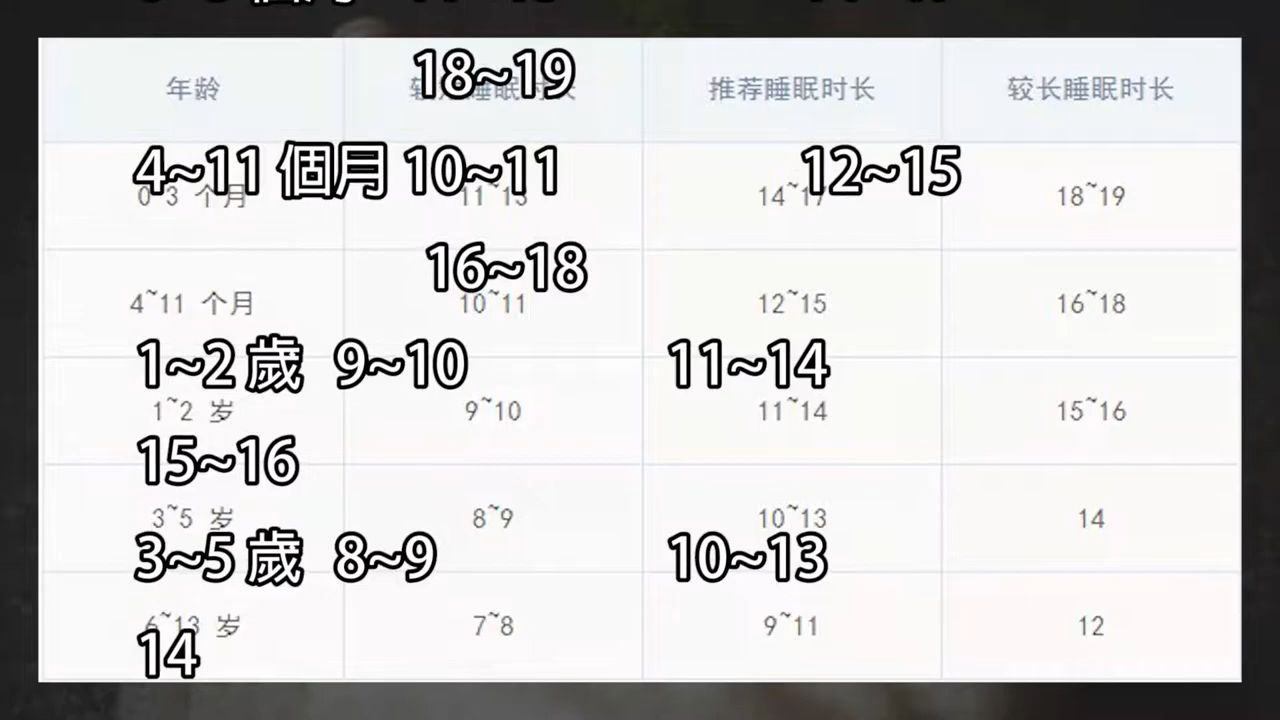 18~19
年龄 推荐睡眠时长 较长睡眠时长
4~11 個月 10~11 12~15
0~3 个月 11~13 14~17 18~19
16~18
4~11 个月 10~11 12~15 16~18
1~2 歲 9~10 11~14
1~2 岁 9~10 11~14 15~16
15~16
3~5 岁 8~9 10~13 14
3~5 歲 8~9 10~13
6~13 岁 7~8 9~11 12
14